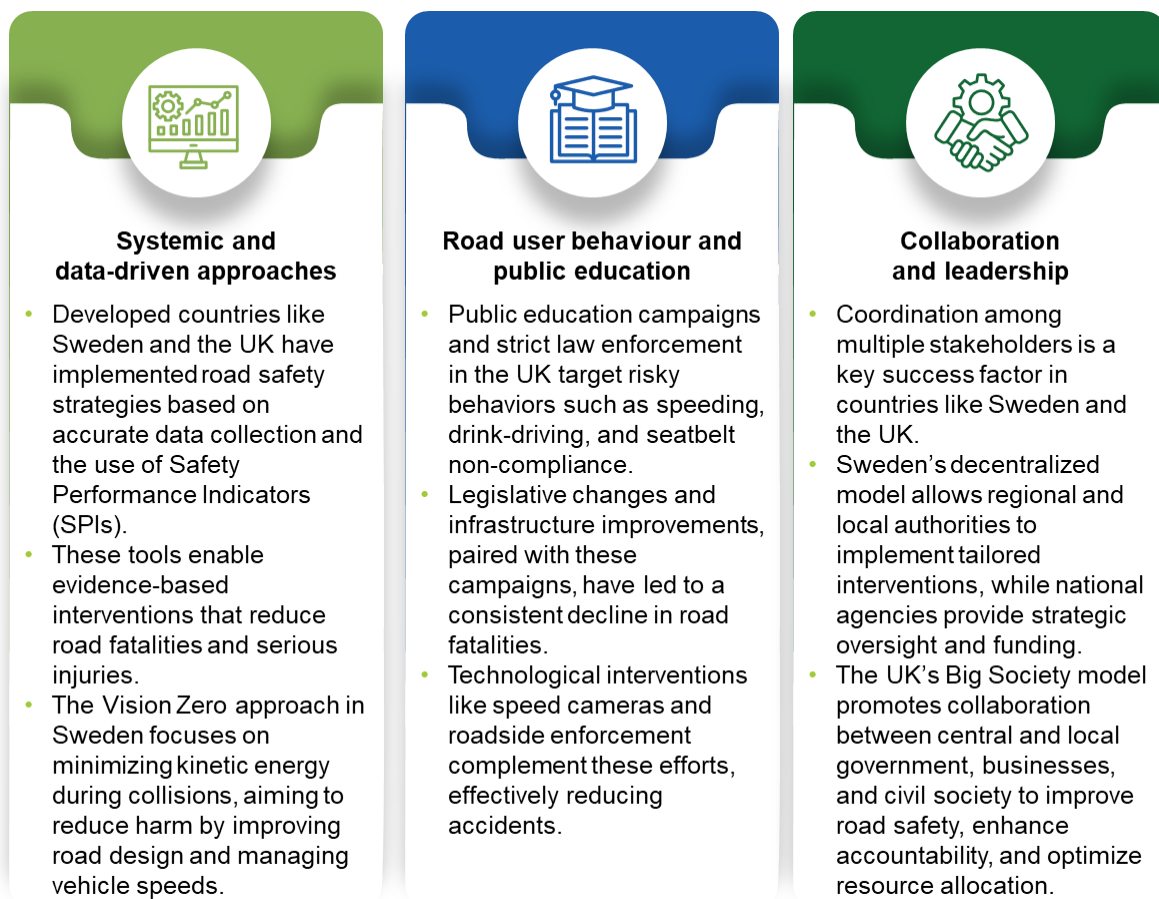 Systemic and
data-driven approaches
• Developed countries like
Sweden and the UK have
implemented road safety
strategies based on
accurate data collection and
the use of Safety
Performance Indicators
(SPIs).
• These tools enable
evidence-based
interventions that reduce
road fatalities and serious
injuries.
• The Vision Zero approach in
Sweden focuses on
minimizing kinetic energy
during collisions, aiming to
reduce harm by improving
road design and managing
vehicle speeds.
Road user behaviour and
public education
• Public education campaigns
and strict law enforcement
in the UK target risky
behaviors such as speeding,
drink-driving, and seatbelt
non-compliance.
• Legislative changes and
infrastructure improvements,
paired with these
campaigns, have led to a
consistent decline in road
fatalities.
• Technological interventions
like speed cameras and
roadside enforcement
complement these efforts,
effectively reducing
accidents.
Collaboration
and leadership
• Coordination among
multiple stakeholders is a
key success factor in
countries like Sweden and
the UK.
• Sweden’s decentralized
model allows regional and
local authorities to
implement tailored
interventions, while national
agencies provide strategic
oversight and funding.
• The UK’s Big Society model
promotes collaboration
between central and local
government, businesses,
and civil society to improve
road safety, enhance
accountability, and optimize
resource allocation.